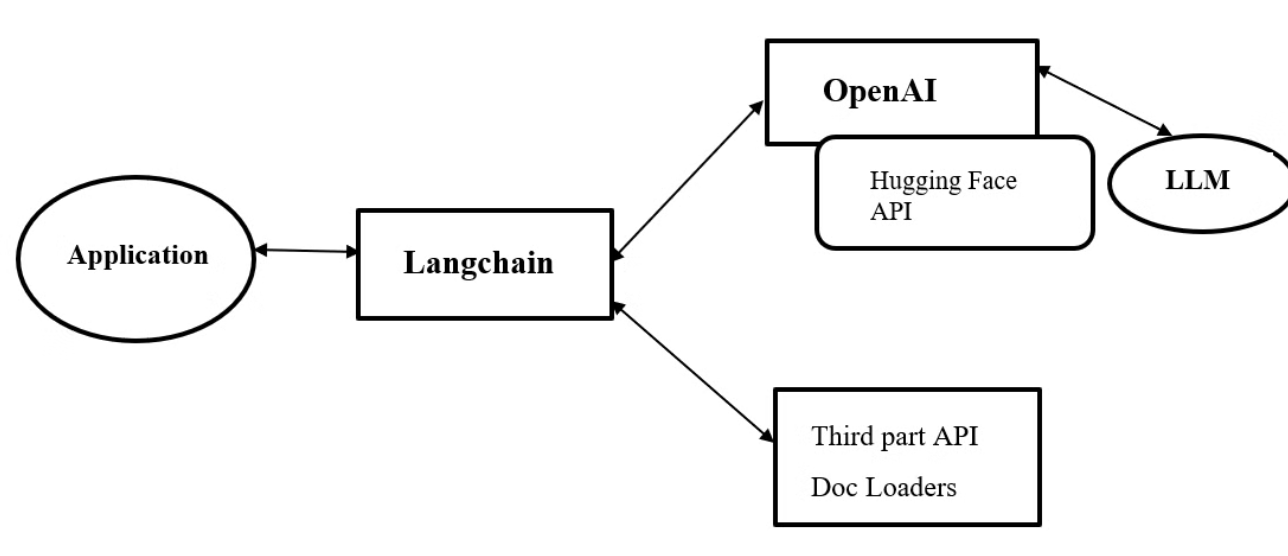 OpenAI
Hugging Face
API
LLM
Application
Langchain
Third part API
Doc Loaders